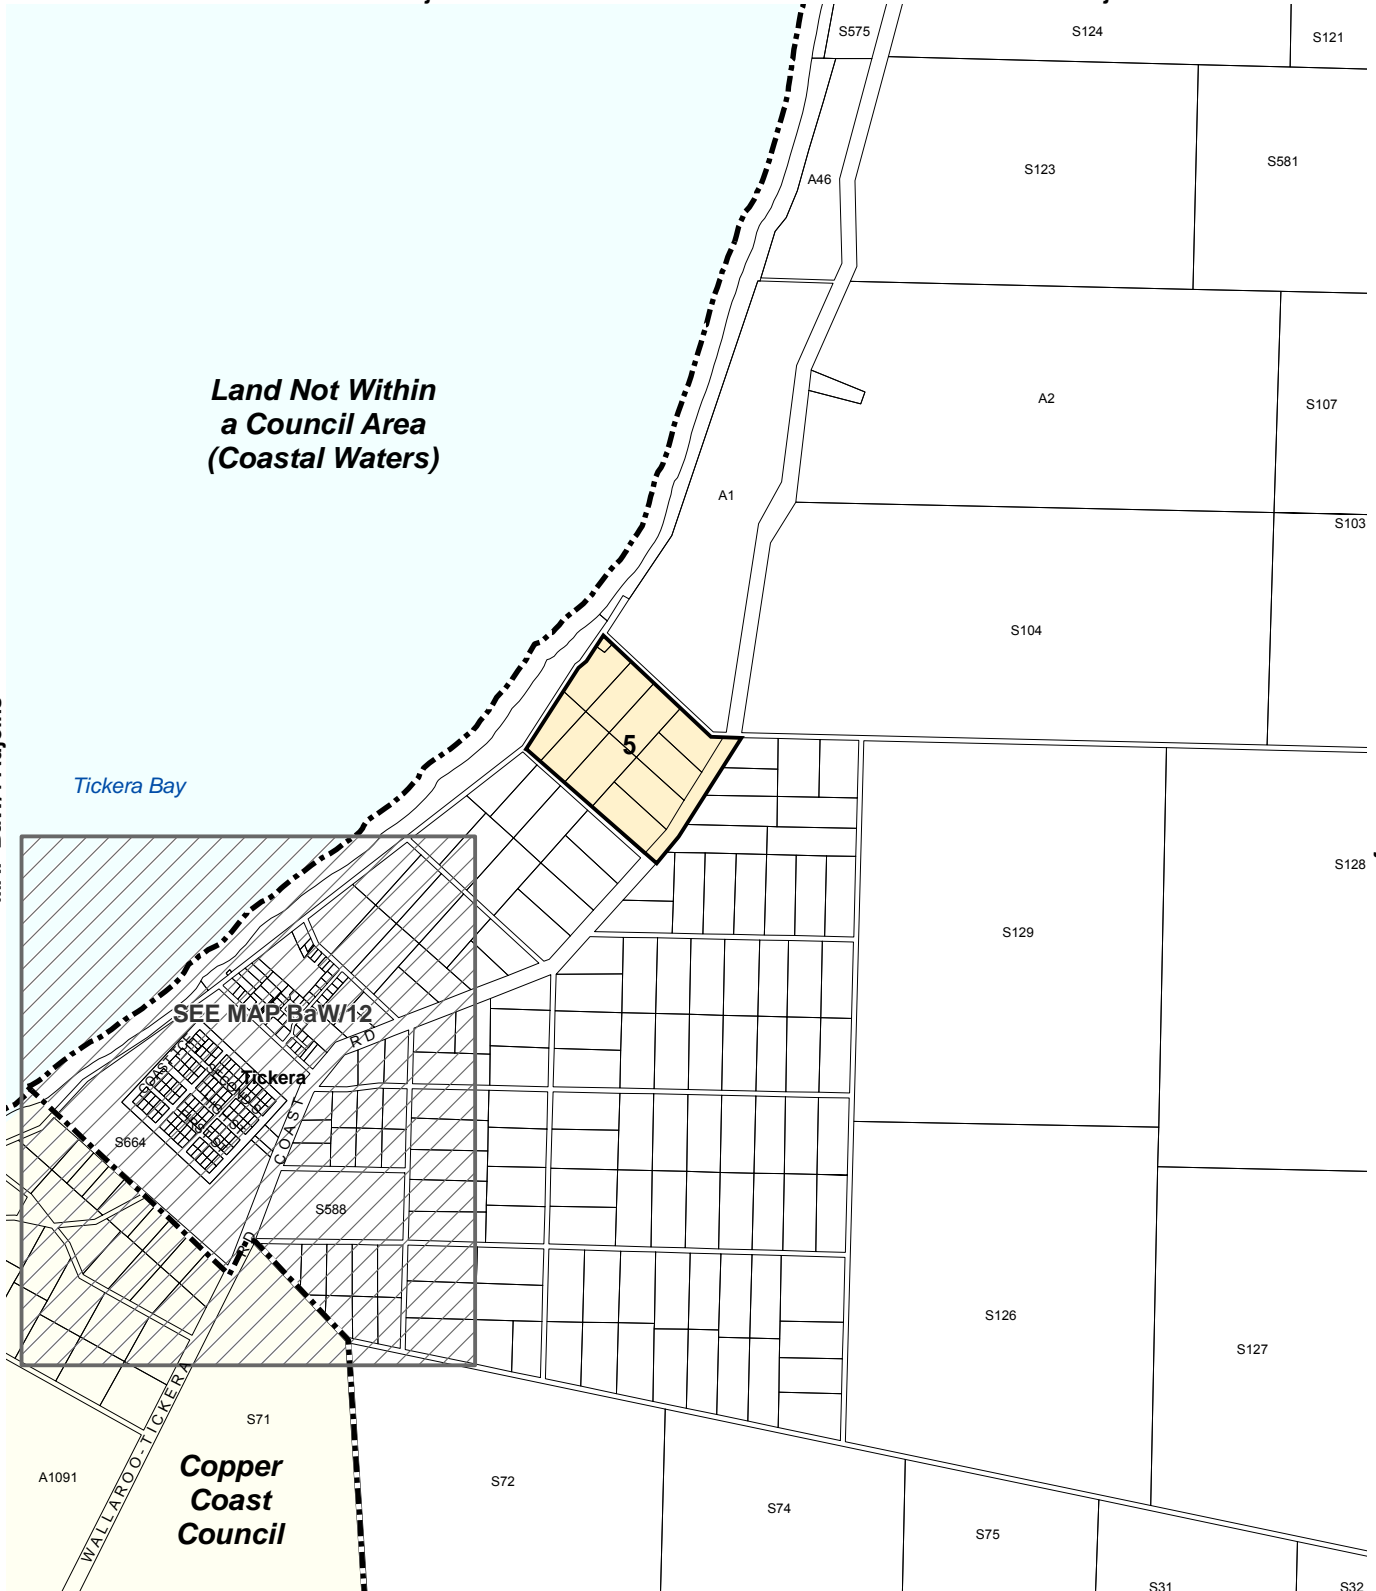 S575
S124
S121
A46
S123
S581
Land Not Within
a Council Area
(Coastal Waters)
A2
S107
A1
S103
S104
5
Tickera Bay
S128
S129
SEE MAP BaW/12
RD
Tickera
COAST
S664
S588
RD
S126
S127
S71
WALLAROO-TICKERA
A1091
Copper
Coast
Council
S72
S74
S75
S31
S32